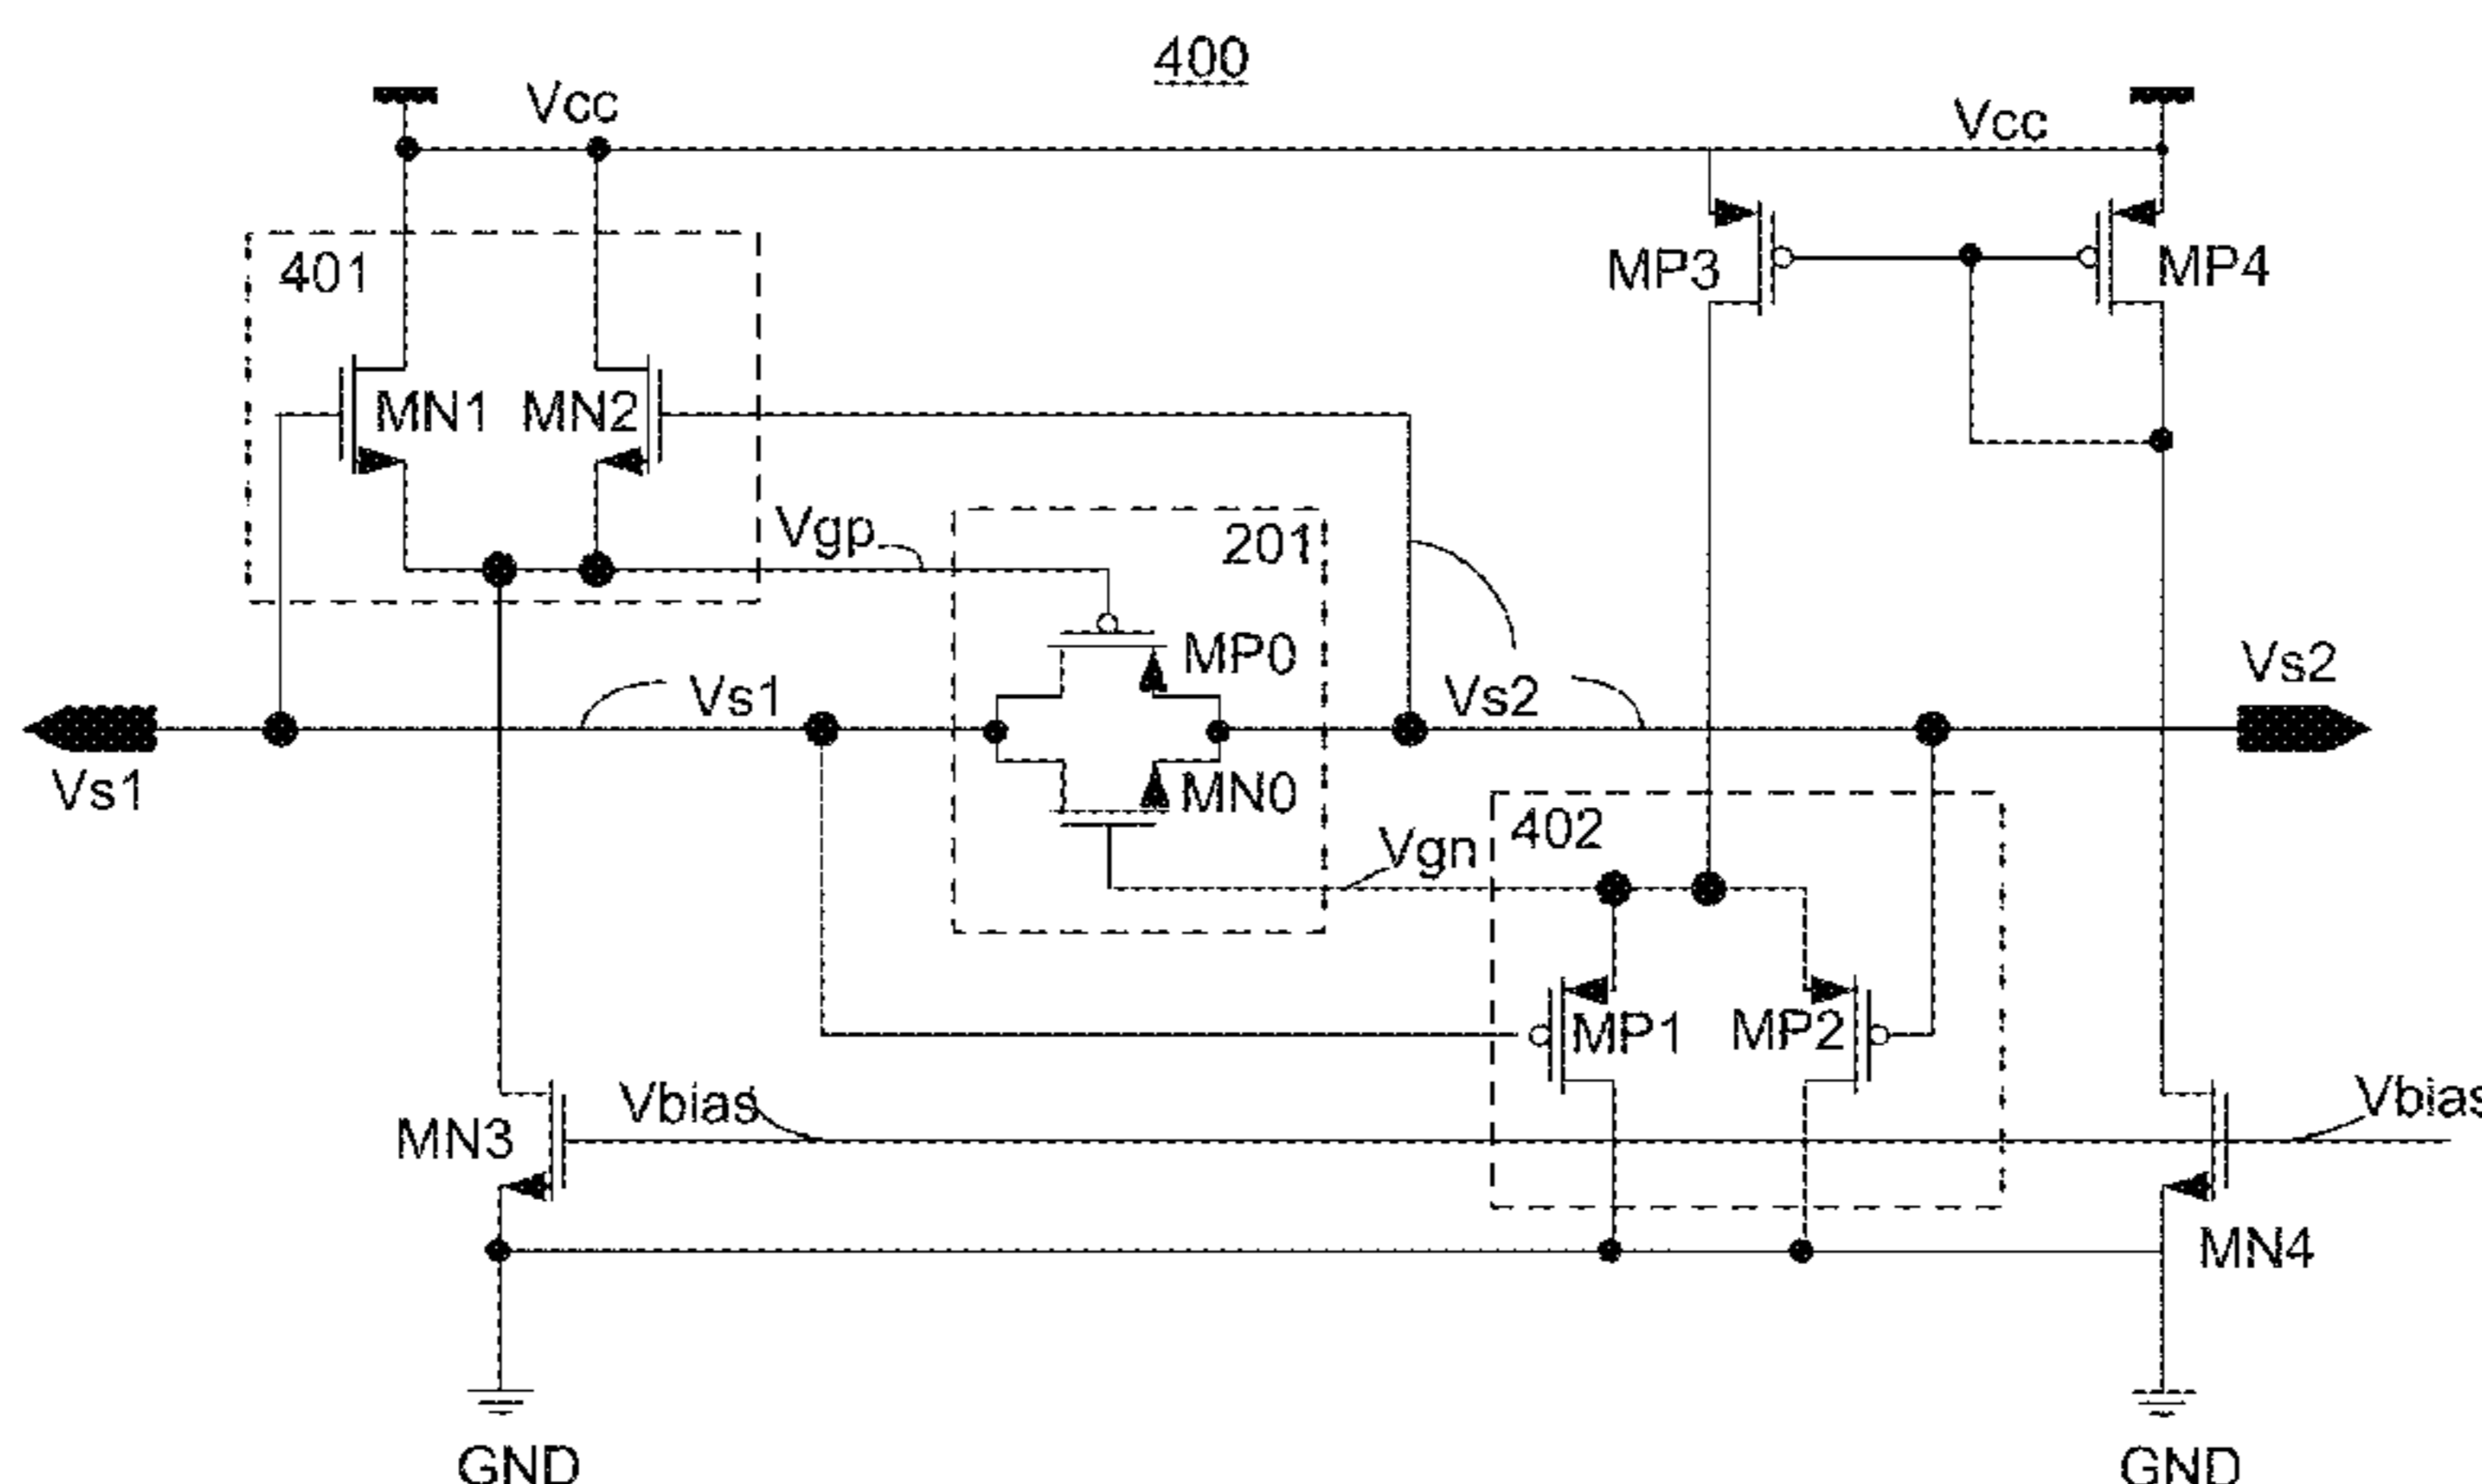 400
Vcc
Vcc
401
MP3
MP4
MN1
MN2
Vgp
201
MP0
Vs1
Vs2
Vs2
Vs1
MN0
402
Vgn
MP1
MP2
Vbias
Vbias
MN3
MN4
GND
GND